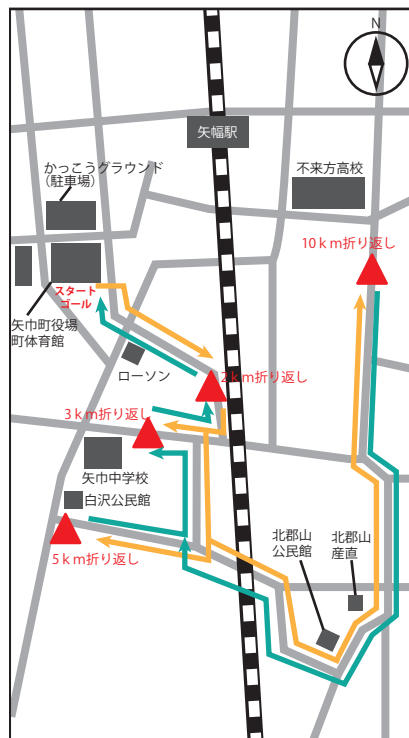 N
矢幅駅
かっこうグラウンド
（駐車場）
不来方高校
10ｋｍ折り返し
スタート
ゴール
矢巾町役場
町体育館
ローソン
2ｋｍ折り返し
3ｋｍ折り返し
矢巾中学校
白沢公民館
5ｋｍ折り返し
北郡山
公民館
北郡山
産直